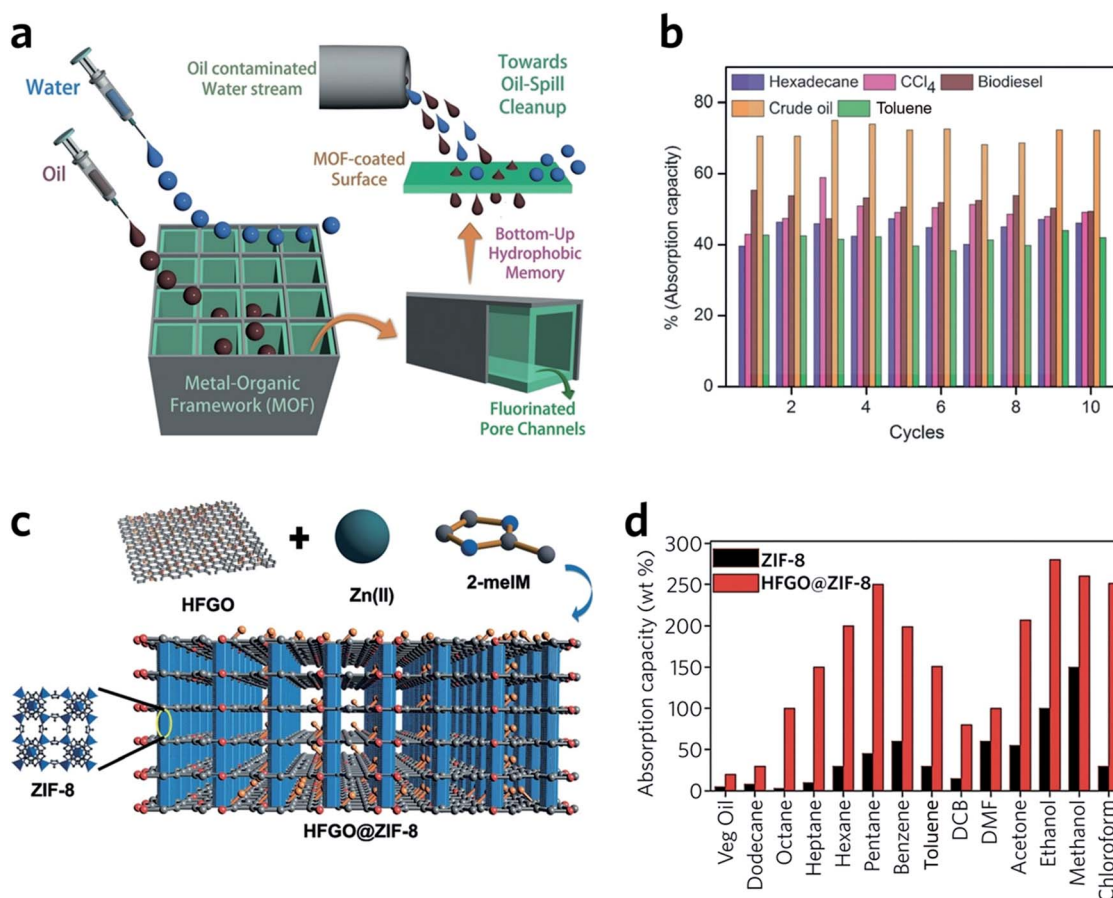 a
Water
Oil
Oil contaminated
Water stream
Towards
Oil-Spill
Cleanup
MOF-coated
Surface
Bottom-Up
Hydrophobic
Memory
Metal-Organic
Framework (MOF)
Fluorinated
Pore Channels
b
Hexadecane CCl₄ Biodiesel
Crude oil Toluene
80
60
40
20
0
% (Absorption capacity)
2 4 6 8 10
Cycles
c
HFGO
+
Zn(II)
2-meIM
ZIF-8
HFGO@ZIF-8
d
ZIF-8
HFGO@ZIF-8
300
250
200
150
100
50
0
Absorption capacity (wt %)
Veg Oil
Dodecane
Octane
Heptane
Hexane
Pentane
Benzene
Toluene
DCB
DMF
Acetone
Ethanol
Methanol
Chloroform